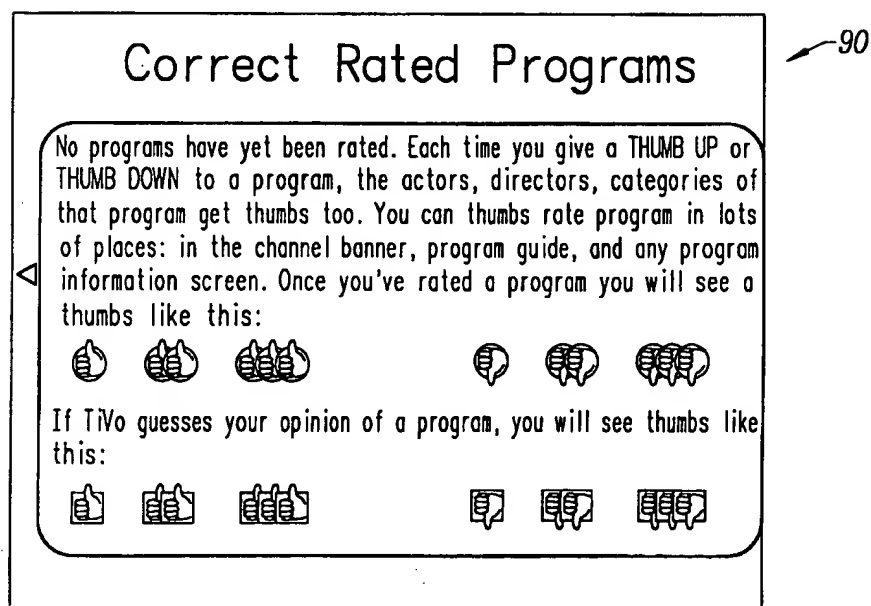 Correct Rated Programs
90
No programs have yet been rated. Each time you give a THUMB UP or
THUMB DOWN to a program, the actors, directors, categories of
that program get thumbs too. You can thumbs rate program in lots
of places: in the channel banner, program guide, and any program
information screen. Once you've rated a program you will see a
thumbs like this:
If TiVo guesses your opinion of a program, you will see thumbs like
this: